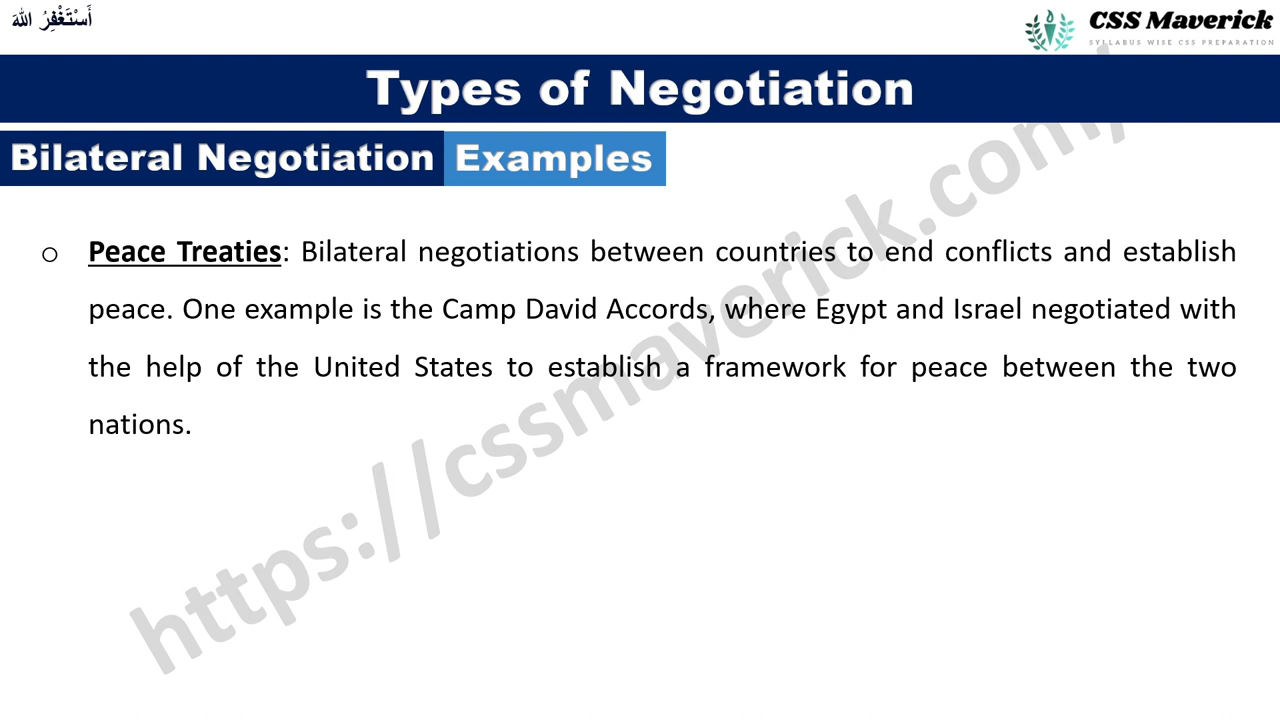 أَسْتَغْفِرُ اللهَ
CSS Maverick
SYLLABUS WISE CSS PREPARATION
Types of Negotiation
Bilateral Negotiation Examples
o Peace Treaties: Bilateral negotiations between countries to end conflicts and establish
peace. One example is the Camp David Accords, where Egypt and Israel negotiated with
the help of the United States to establish a framework for peace between the two
nations.
https://cssmaverick.com/